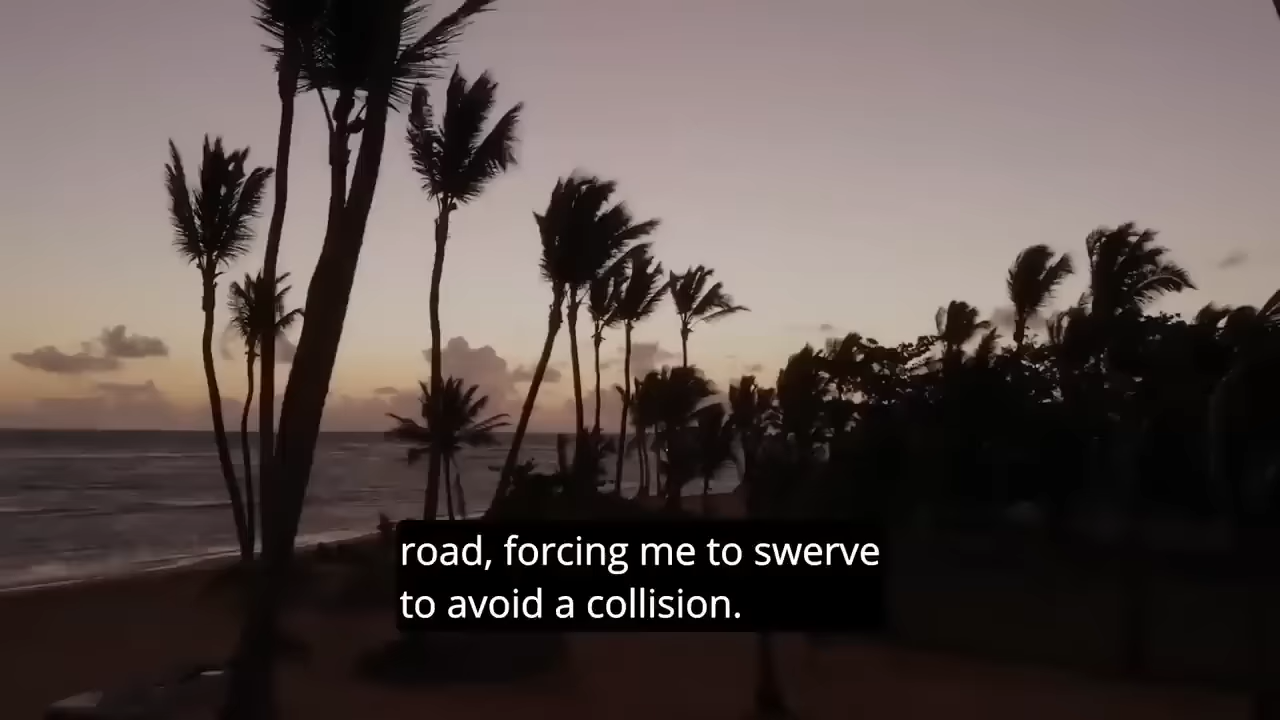 road, forcing me to swerve
to avoid a collision.